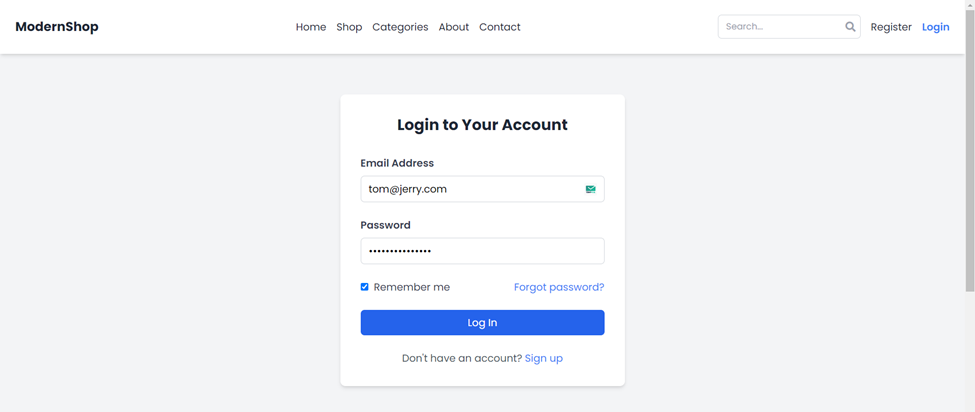 ModernShop Home Shop Categories About Contact Search... Register Login
Login to Your Account
Email Address
tom@jerry.com
Password
•••••••••••••••
Remember me Forgot password?
Log In
Don't have an account? Sign up